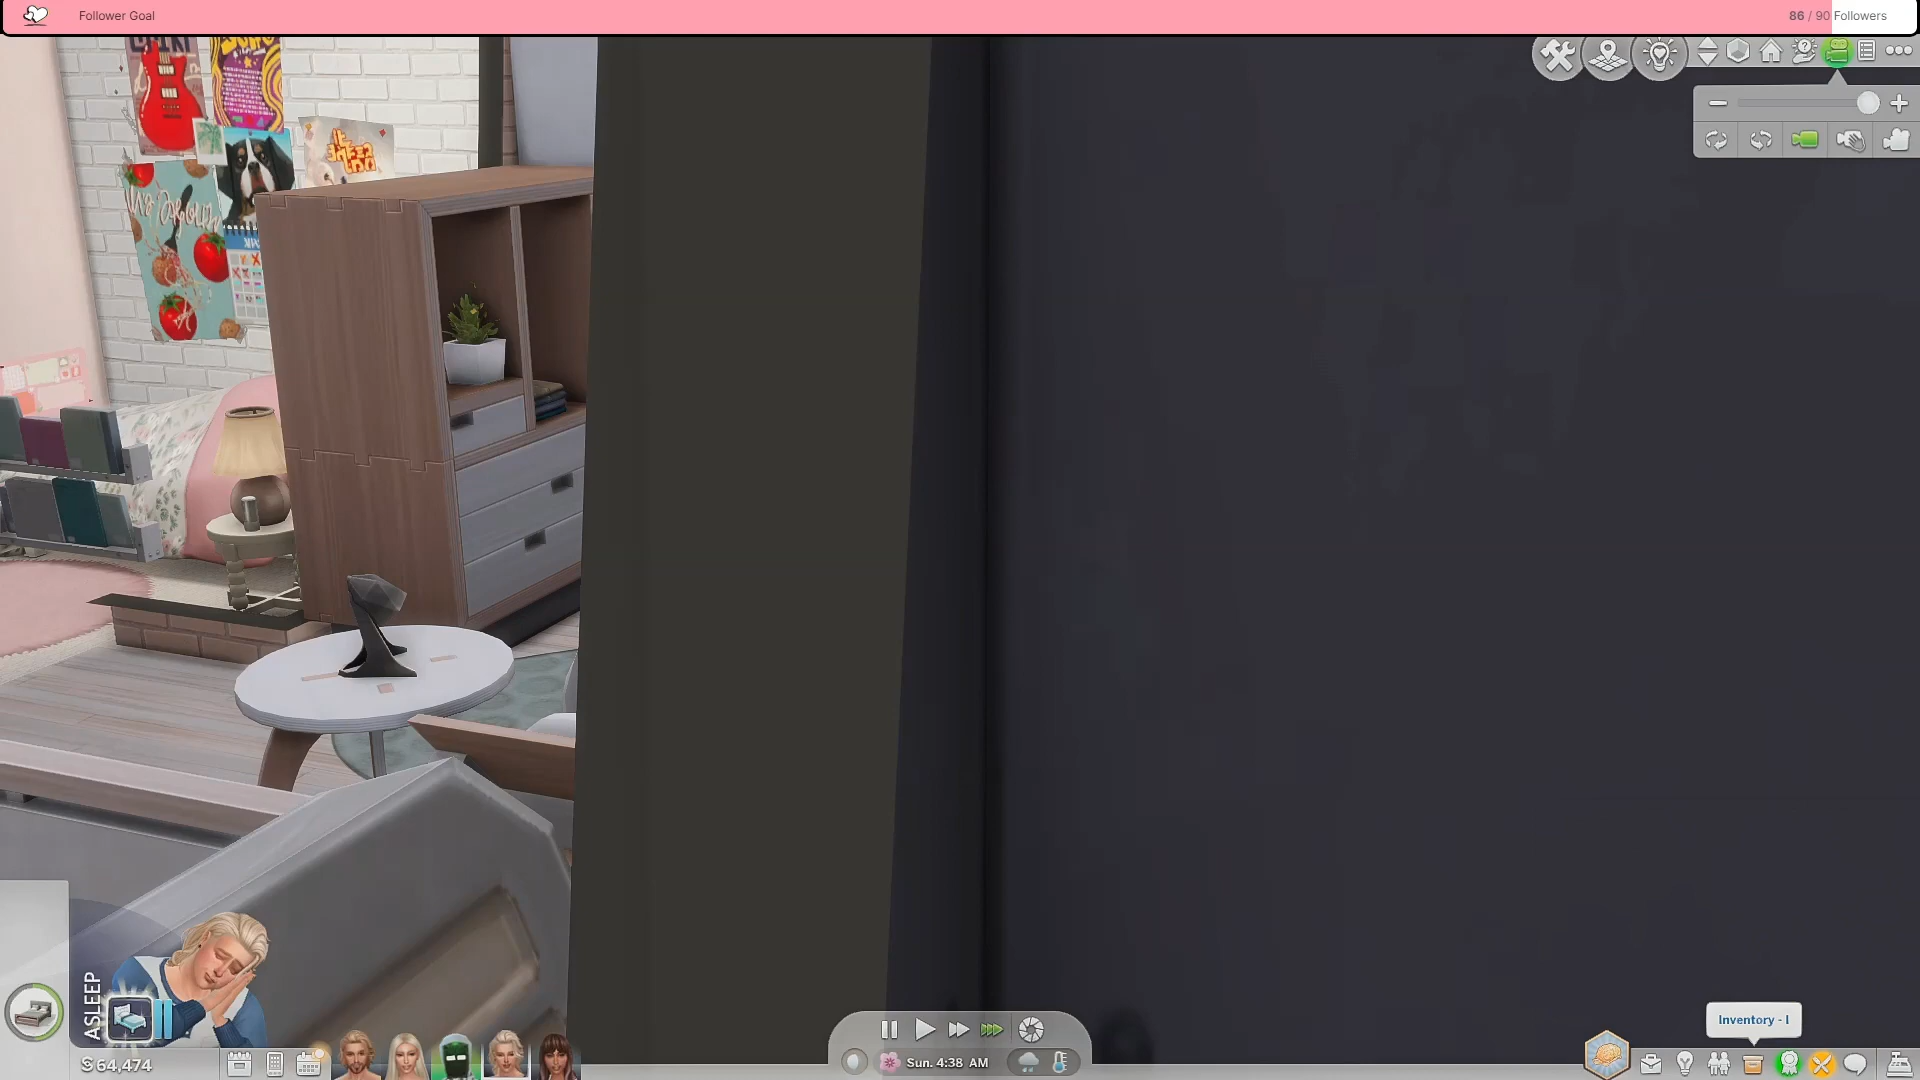 Follower Goal
86 / 90 Followers
ASLEEP
Inventory - I
§64,474
Sun. 4:38 AM